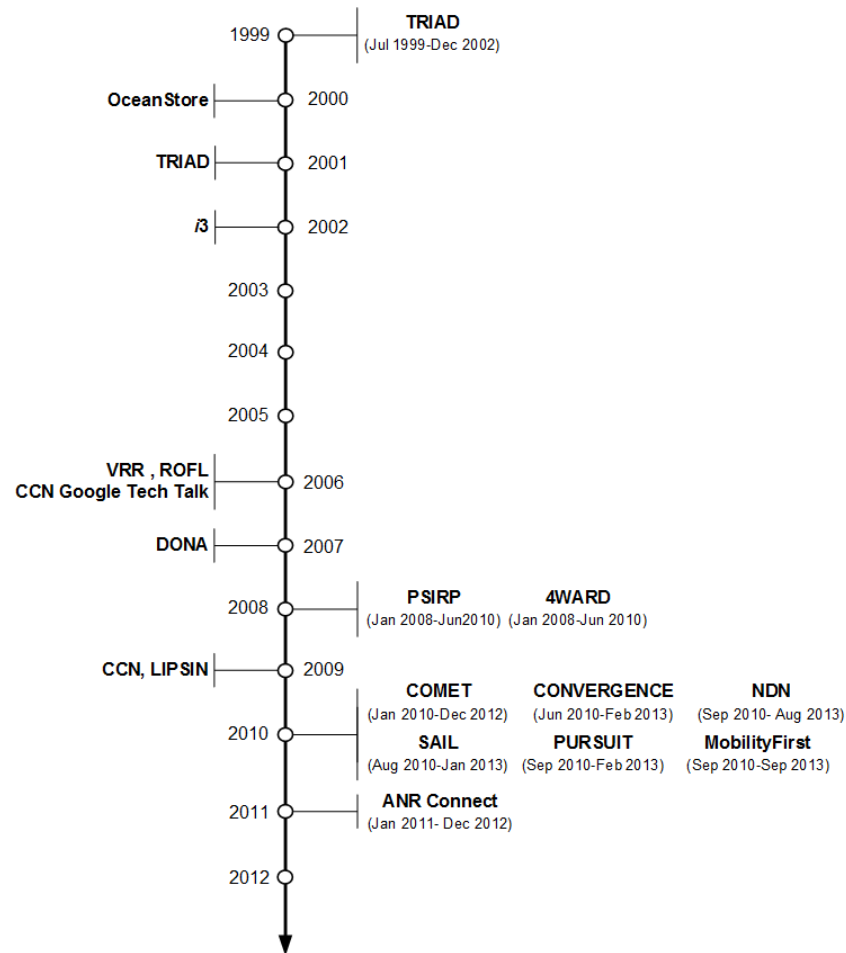 TRIAD
1999
(Jul 1999-Dec 2002)
OceanStore
2000
TRIAD
2001
i3
2002
2003
2004
2005
VRR , ROFL
CCN Google Tech Talk
2006
DONA
2007
2008
PSIRP 4WARD
(Jan 2008-Jun2010) (Jan 2008-Jun 2010)
CCN, LIPSIN
2009
2010
COMET CONVERGENCE NDN
(Jan 2010-Dec 2012) (Jun 2010-Feb 2013) (Sep 2010- Aug 2013)
SAIL PURSUIT MobilityFirst
(Aug 2010-Jan 2013) (Sep 2010-Feb 2013) (Sep 2010-Sep 2013)
2011
ANR Connect
(Jan 2011- Dec 2012)
2012